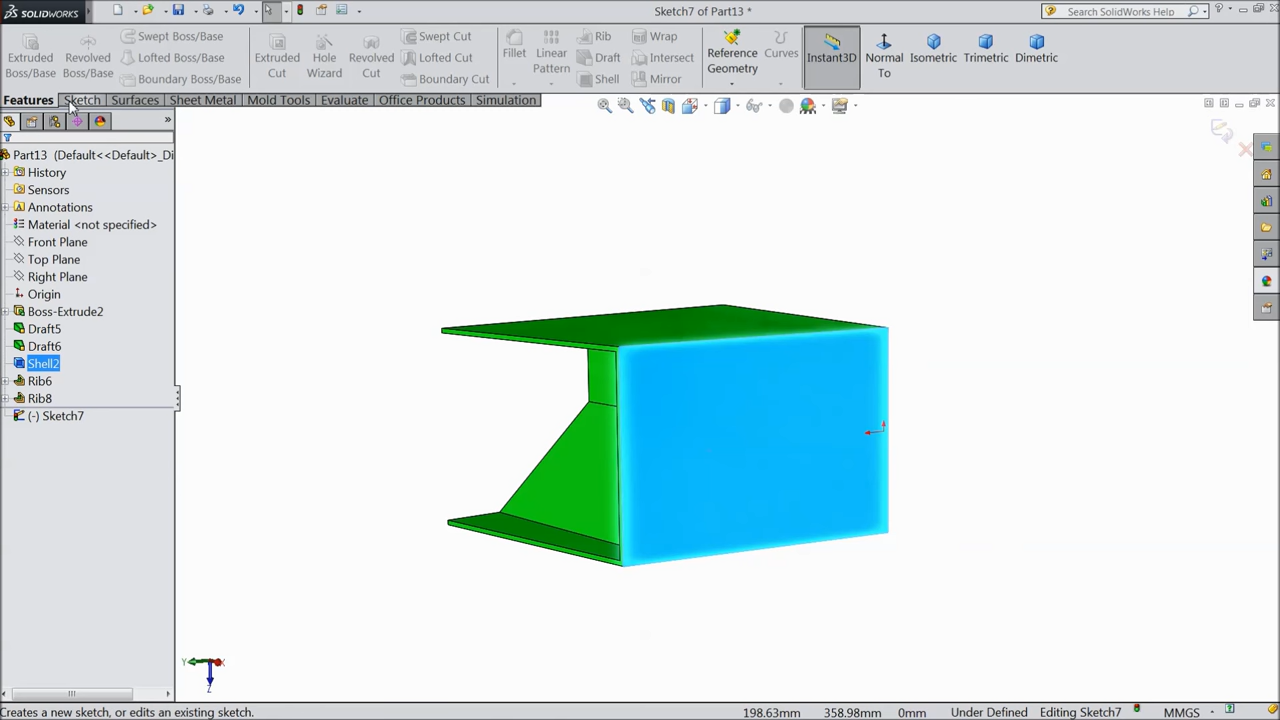 SOLIDWORKS
Sketch7 of Part13 *
Search SolidWorks Help
Extruded Boss/Base
Revolved Boss/Base
Swept Boss/Base
Lofted Boss/Base
Boundary Boss/Base
Extruded Cut
Hole Wizard
Revolved Cut
Swept Cut
Lofted Cut
Boundary Cut
Fillet
Linear Pattern
Rib
Draft
Shell
Wrap
Intersect
Mirror
Reference Geometry
Curves
Instant3D
Normal To
Isometric
Trimetric
Dimetric
Features Sketch Surfaces Sheet Metal Mold Tools Evaluate Office Products Simulation
Part13 (Default<<Default>_Di
History
Sensors
Annotations
Material <not specified>
Front Plane
Top Plane
Right Plane
Origin
Boss-Extrude2
Draft5
Draft6
Shell2
Rib6
Rib8
(-) Sketch7
Y X
Z
Creates a new sketch, or edits an existing sketch. 198.63mm 358.98mm 0mm Under Defined Editing Sketch7 MMGS